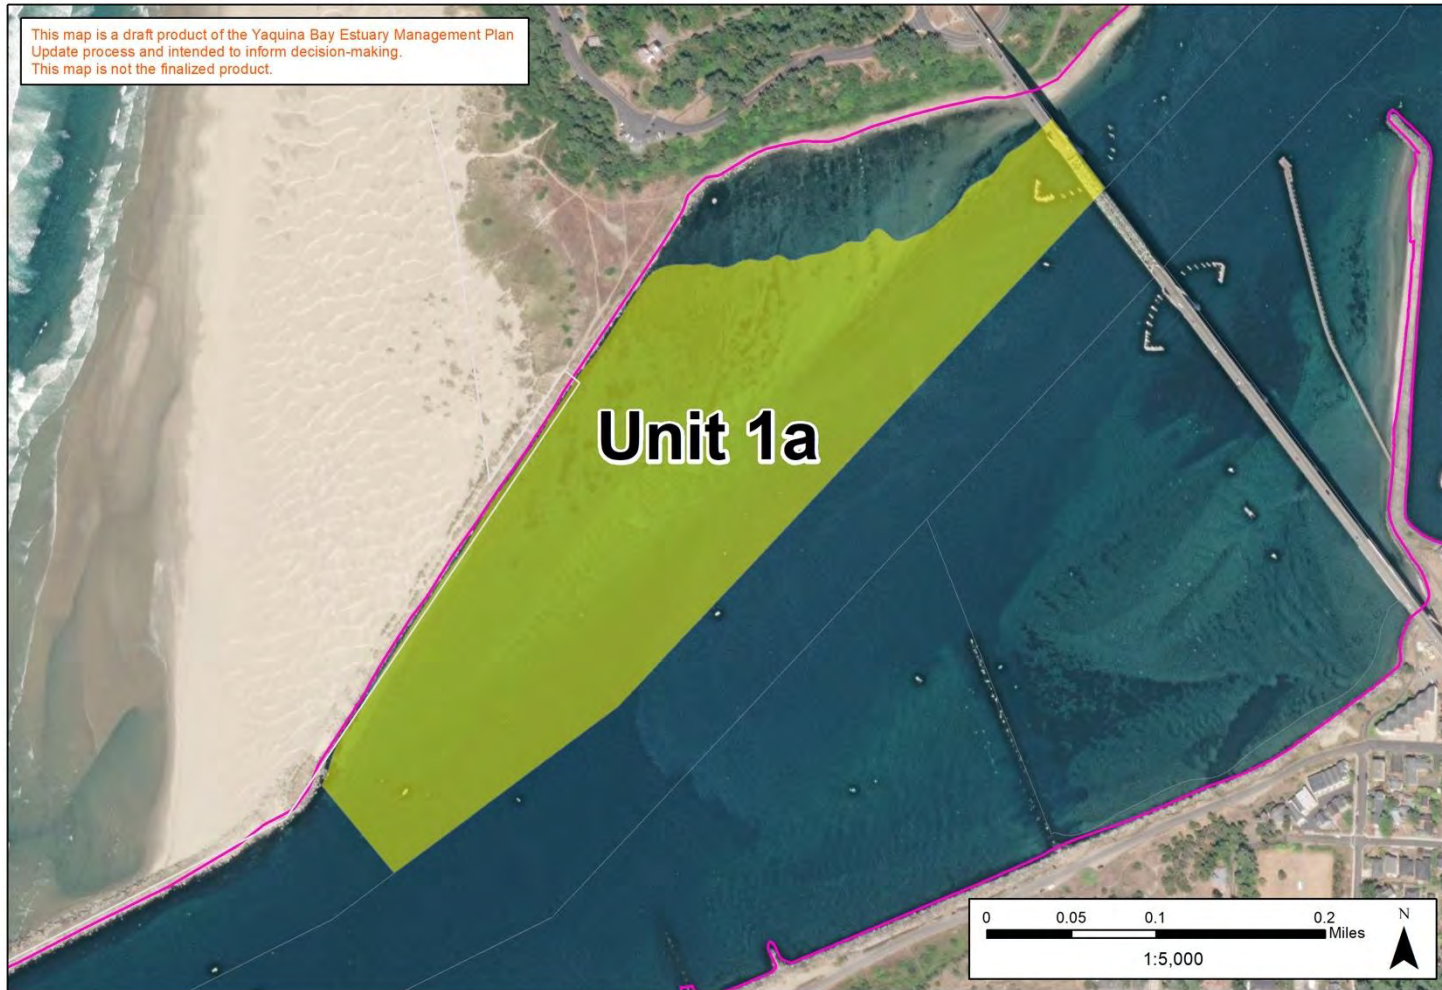 This map is a draft product of the Yaquina Bay Estuary Management Plan
Update process and intended to inform decision-making.
This map is not the finalized product.
Unit 1a
0 0.05 0.1 0.2
Miles
1:5,000
N